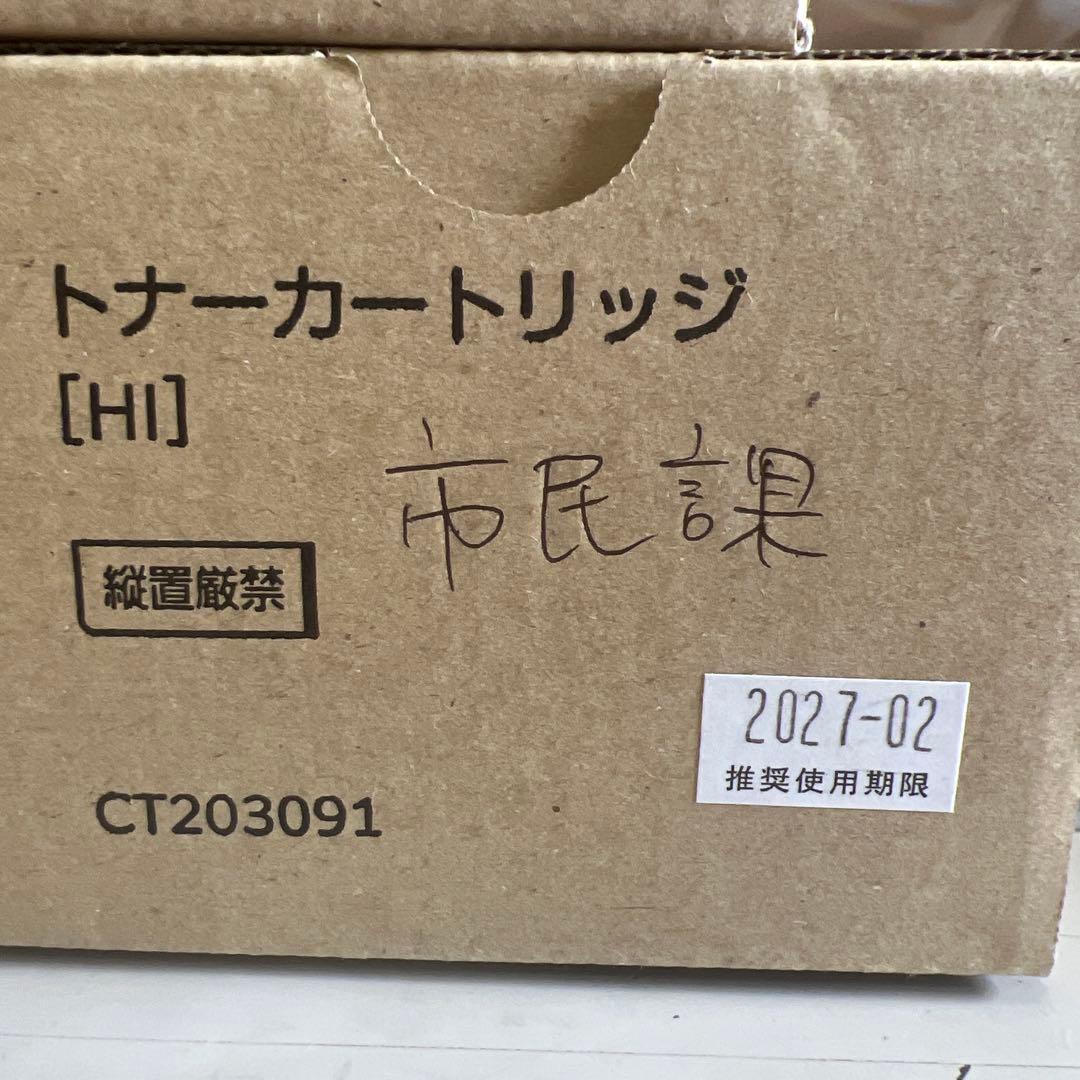 トナーカートリッジ
[HI]
市民課
縦置厳禁
2027-02
推奨使用期限
CT203091